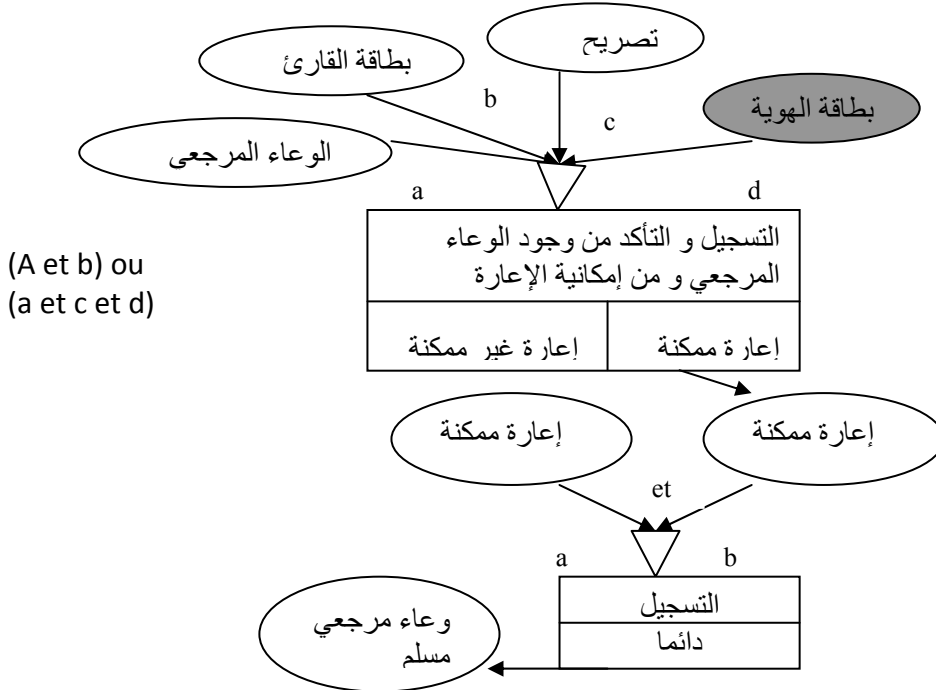 تصريح
بطاقة القارئ
b
بطاقة الهوية
c
الوعاء المرجعي
a
d
التسجيل و التأكد من وجود الوعاء
المرجعي و من إمكانية الإعارة
(A et b) ou
(a et c et d)
إعارة ممكنة
إعارة غير ممكنة
إعارة ممكنة
إعارة ممكنة
et
a
b
التسجيل
دائما
وعاء مرجعي
مسلم